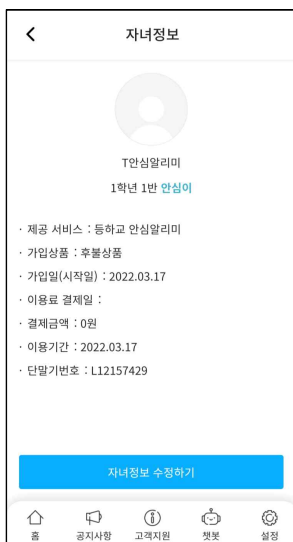 자녀정보
T안심알리미
1학년 1반 안심이
· 제공 서비스 : 등하교 안심알리미
· 가입상품 : 후불상품
· 가입일(시작일) : 2022.03.17
· 이용료 결제일 :
· 결제금액 : 0원
· 이용기간 : 2022.03.17
· 단말기번호 : L12157429
자녀정보 수정하기
홈 공지사항 고객지원 챗봇 설정